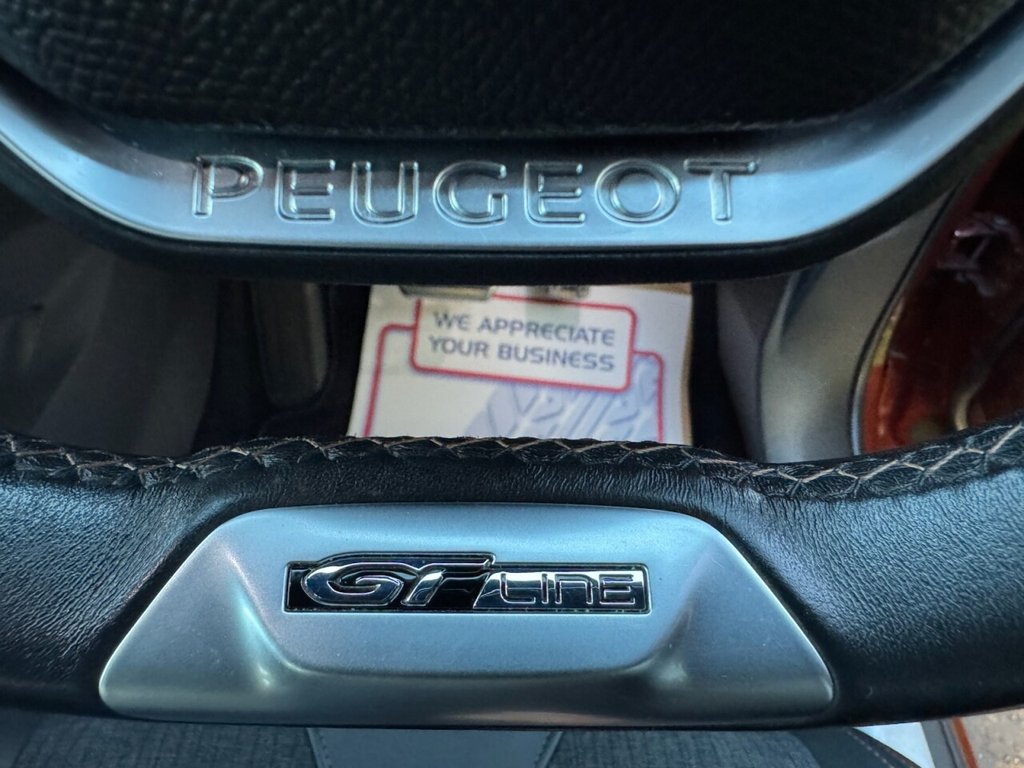 PEUGEOT
WE APPRECIATE
YOUR BUSINESS
GT LINE